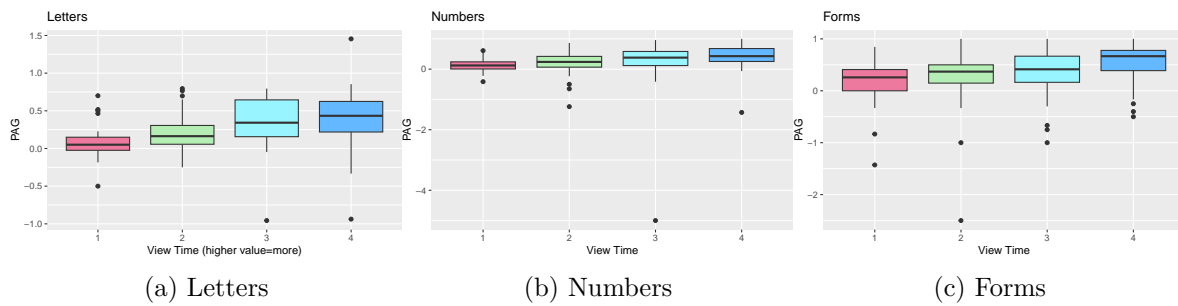 Letters
1.5
1.0
0.5
0.0
−0.5
−1.0
PAG
1 2 3 4
View Time (higher value=more)
(a) Letters
Numbers
0
−2
−4
PAG
1 2 3 4
View Time
(b) Numbers
Forms
1
0
−1
−2
PAG
1 2 3 4
View Time
(c) Forms